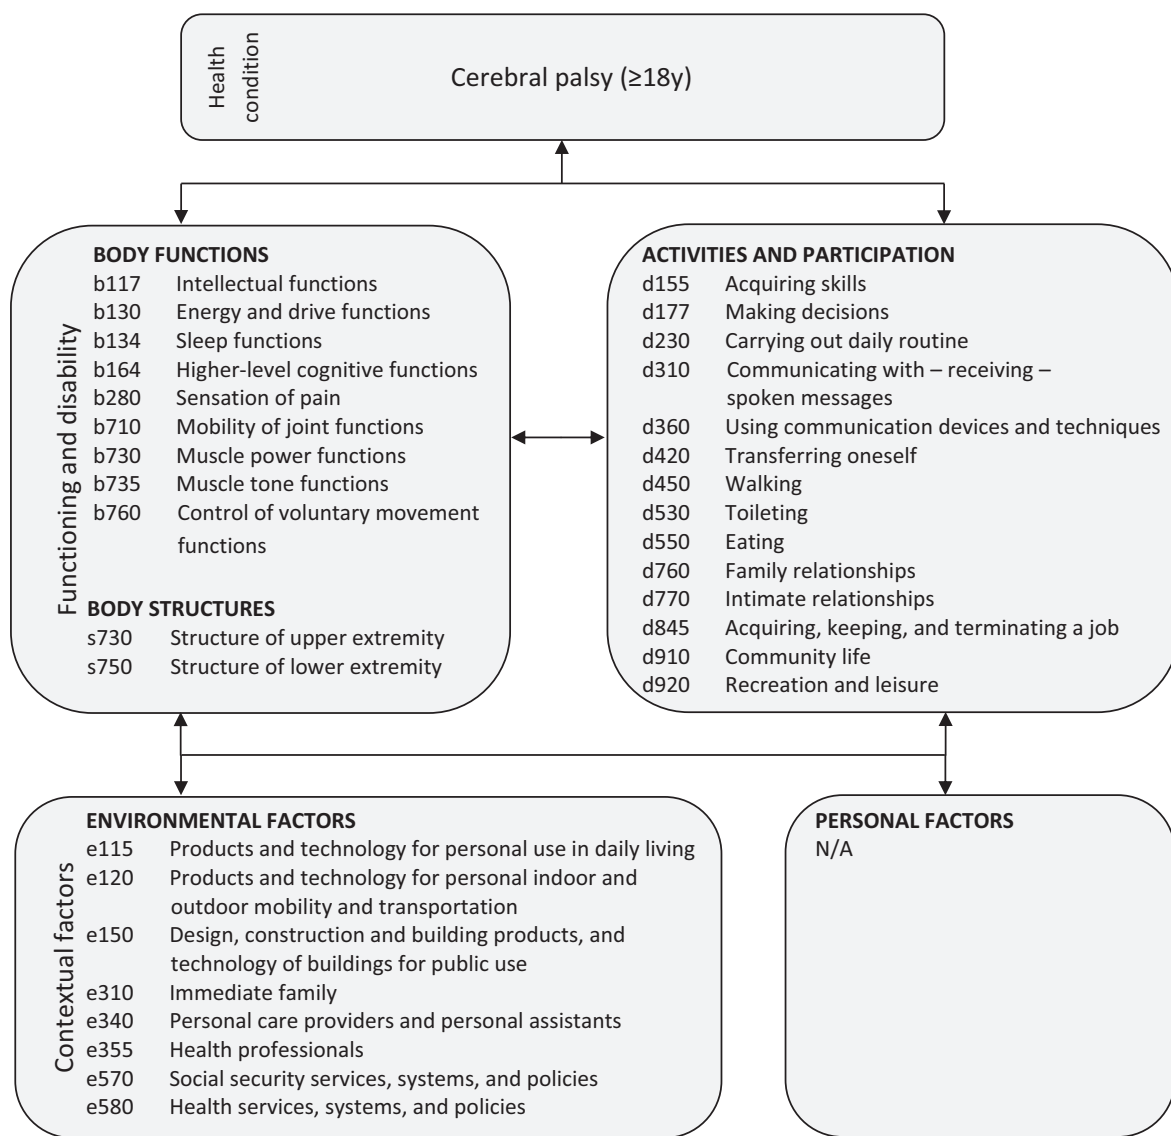 Health
condition
Cerebral palsy (≥18y)
Functioning and disability
BODY FUNCTIONS
b117 Intellectual functions
b130 Energy and drive functions
b134 Sleep functions
b164 Higher-level cognitive functions
b280 Sensation of pain
b710 Mobility of joint functions
b730 Muscle power functions
b735 Muscle tone functions
b760 Control of voluntary movement
functions
BODY STRUCTURES
s730 Structure of upper extremity
s750 Structure of lower extremity
ACTIVITIES AND PARTICIPATION
d155 Acquiring skills
d177 Making decisions
d230 Carrying out daily routine
d310 Communicating with – receiving –
spoken messages
d360 Using communication devices and techniques
d420 Transferring oneself
d450 Walking
d530 Toileting
d550 Eating
d760 Family relationships
d770 Intimate relationships
d845 Acquiring, keeping, and terminating a job
d910 Community life
d920 Recreation and leisure
Contextual factors
ENVIRONMENTAL FACTORS
e115 Products and technology for personal use in daily living
e120 Products and technology for personal indoor and
outdoor mobility and transportation
e150 Design, construction and building products, and
technology of buildings for public use
e310 Immediate family
e340 Personal care providers and personal assistants
e355 Health professionals
e570 Social security services, systems, and policies
e580 Health services, systems, and policies
PERSONAL FACTORS
N/A